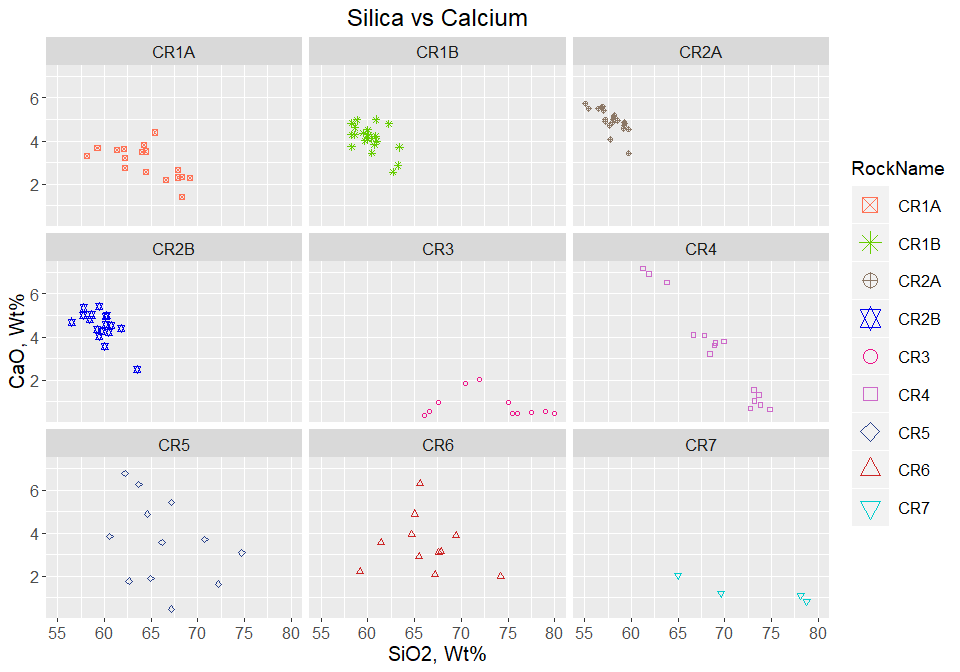 Silica vs Calcium
CR1A CR1B CR2A
6
4
2
CR2B CR3 CR4
6
4
2
CR5 CR6 CR7
6
4
2
55 60 65 70 75 80 55 60 65 70 75 80 55 60 65 70 75 80
SiO2, Wt%
CaO, Wt%
RockName
CR1A
CR1B
CR2A
CR2B
CR3
CR4
CR5
CR6
CR7